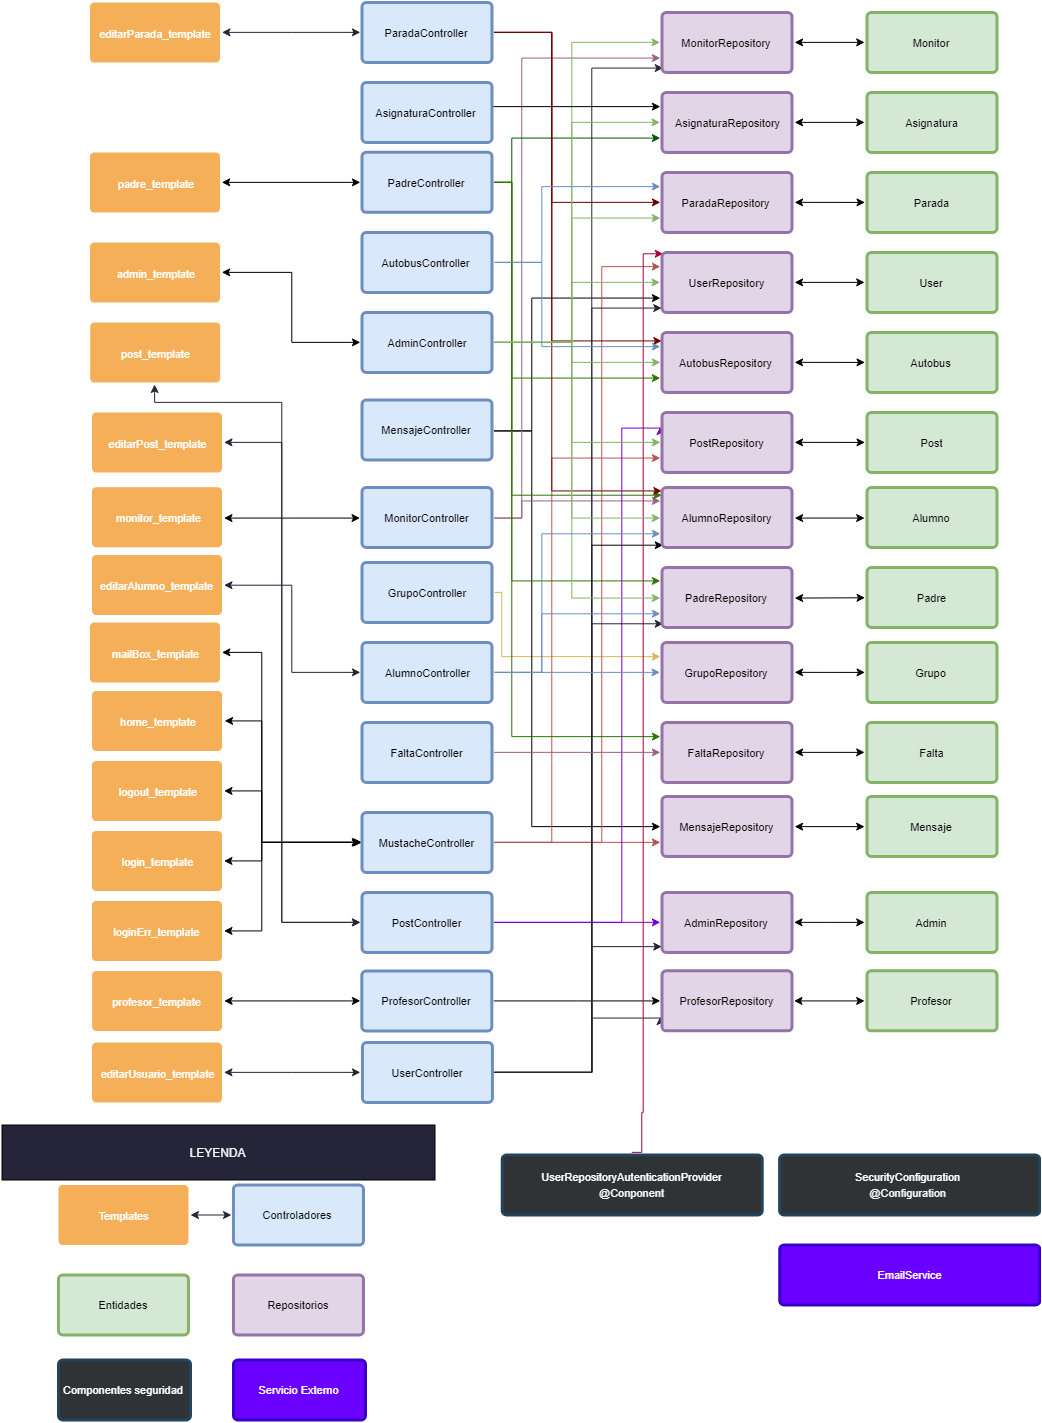 editarParada_template
ParadaController
MonitorRepository
Monitor
AsignaturaController
AsignaturaRepository
Asignatura
padre_template
PadreController
ParadaRepository
Parada
admin_template
AutobusController
UserRepository
User
post_template
AdminController
AutobusRepository
Autobus
editarPost_template
MensajeController
PostRepository
Post
monitor_template
MonitorController
AlumnoRepository
Alumno
editarAlumno_template
GrupoController
PadreRepository
Padre
mailBox_template
AlumnoController
GrupoRepository
Grupo
home_template
FaltaController
FaltaRepository
Falta
logout_template
MustacheController
MensajeRepository
Mensaje
login_template
loginErr_template
PostController
AdminRepository
Admin
profesor_template
ProfesorController
ProfesorRepository
Profesor
editarUsuario_template
UserController
LEYENDA
UserRepositoryAutenticationProvider
@Conponent
SecurityConfiguration
@Configuration
Templates
Controladores
EmailService
Entidades
Repositorios
Componentes seguridad
Servicio Externo